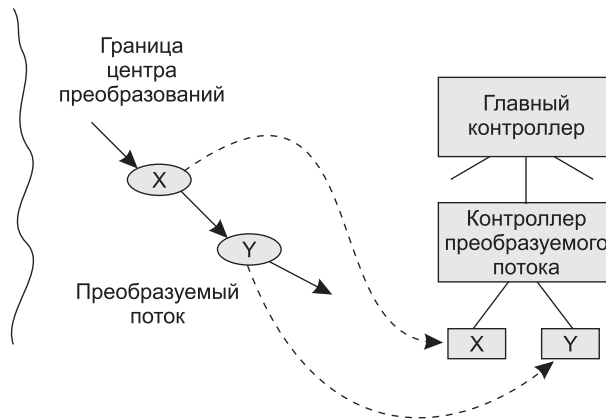 Граница
центра
преобразований
X
Y
Преобразуемый
поток
Главный
контроллер
Контроллер
преобразуемого
потока
X
Y